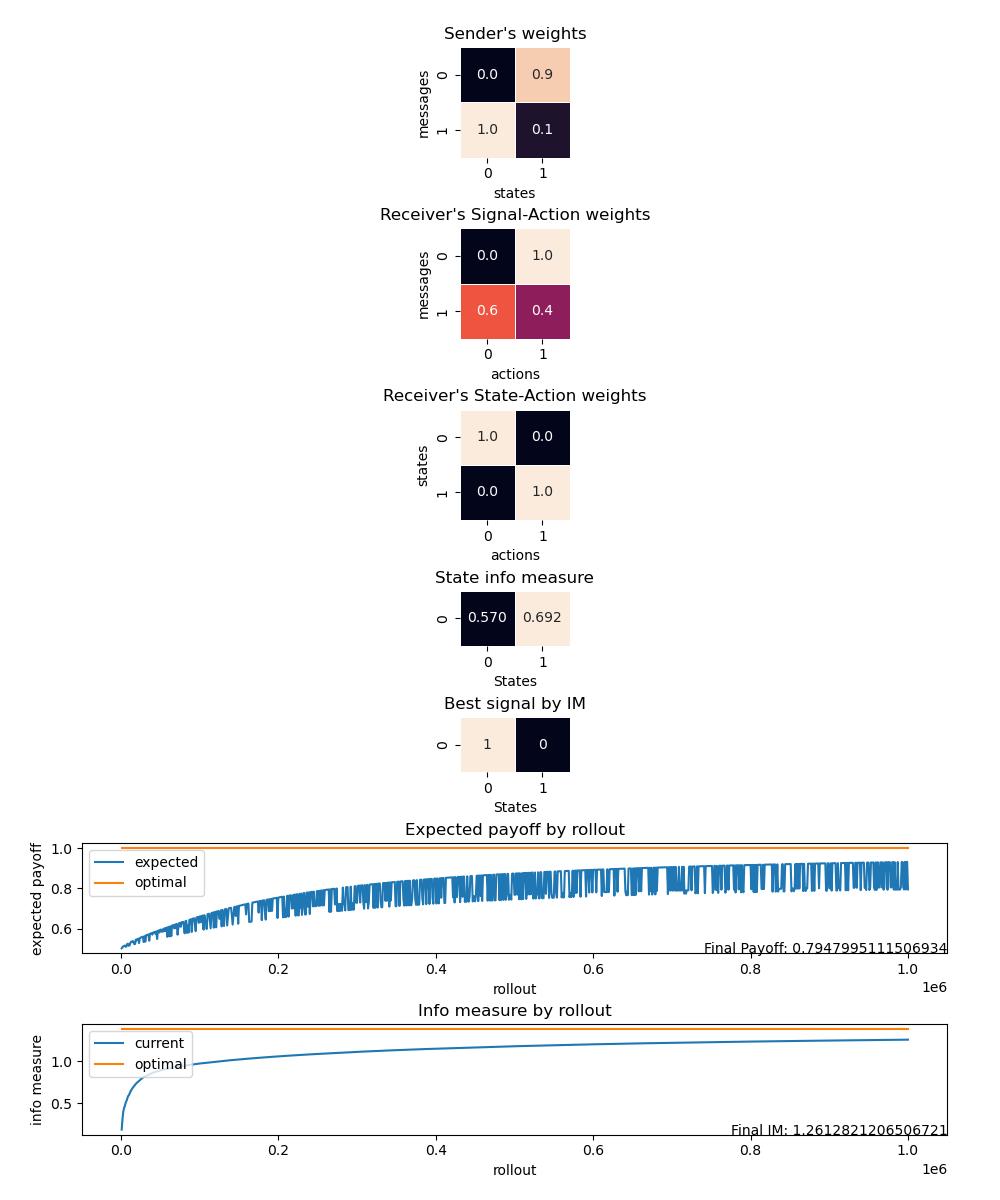 Sender's weights
messages
0
0.0 0.9
1
1.0 0.1
0 1
states
Receiver's Signal-Action weights
messages
0
0.0 1.0
1
0.6 0.4
0 1
actions
Receiver's State-Action weights
states
0
1.0 0.0
1
0.0 1.0
0 1
actions
State info measure
0
0.570 0.692
0 1
States
Best signal by IM
0
1 0
0 1
States
Expected payoff by rollout
expected payoff
1.0
0.8
0.6
expected
optimal
Final Payoff: 0.7947995111506934
0.0 0.2 0.4 0.6 0.8 1.0
1e6
rollout
Info measure by rollout
info measure
1.0
0.5
current
optimal
Final IM: 1.2612821206506721
0.0 0.2 0.4 0.6 0.8 1.0
1e6
rollout